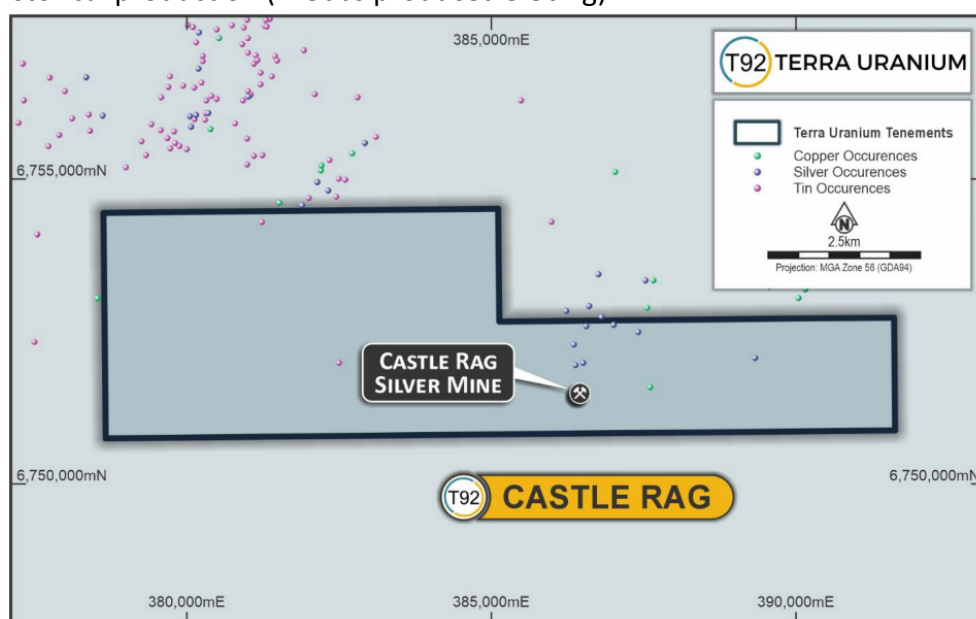 385,000mE
T92 TERRA URANIUM
Terra Uranium Tenements
Copper Occurences
Silver Occurences
Tin Occurences
N
2.5km
Projection: MGA Zone 56 (GDA94)
6,755,000mN
CASTLE RAG
SILVER MINE
6,750,000mN
6,750,000mN
T92 CASTLE RAG
380,000mE
385,000mE
390,000mE